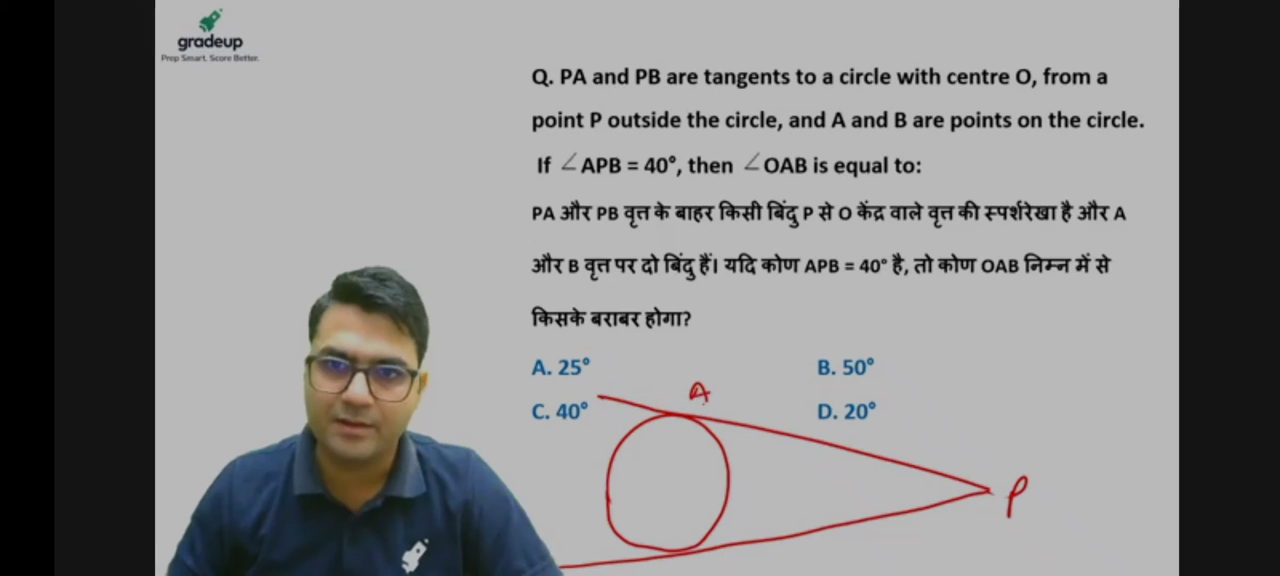 gradeup
Prep Smart. Score Better.
Q. PA and PB are tangents to a circle with centre O, from a
point P outside the circle, and A and B are points on the circle.
If ∠APB = 40°, then ∠OAB is equal to:
PA और PB वृत्त के बाहर किसी बिंदु P से O केंद्र वाले वृत्त की स्पर्शरेखा है और A
और B वृत्त पर दो बिंदु हैं। यदि कोण APB = 40° है, तो कोण OAB निम्न में से
किसके बराबर होगा?
A. 25° B. 50°
C. 40° D. 20°
A
P